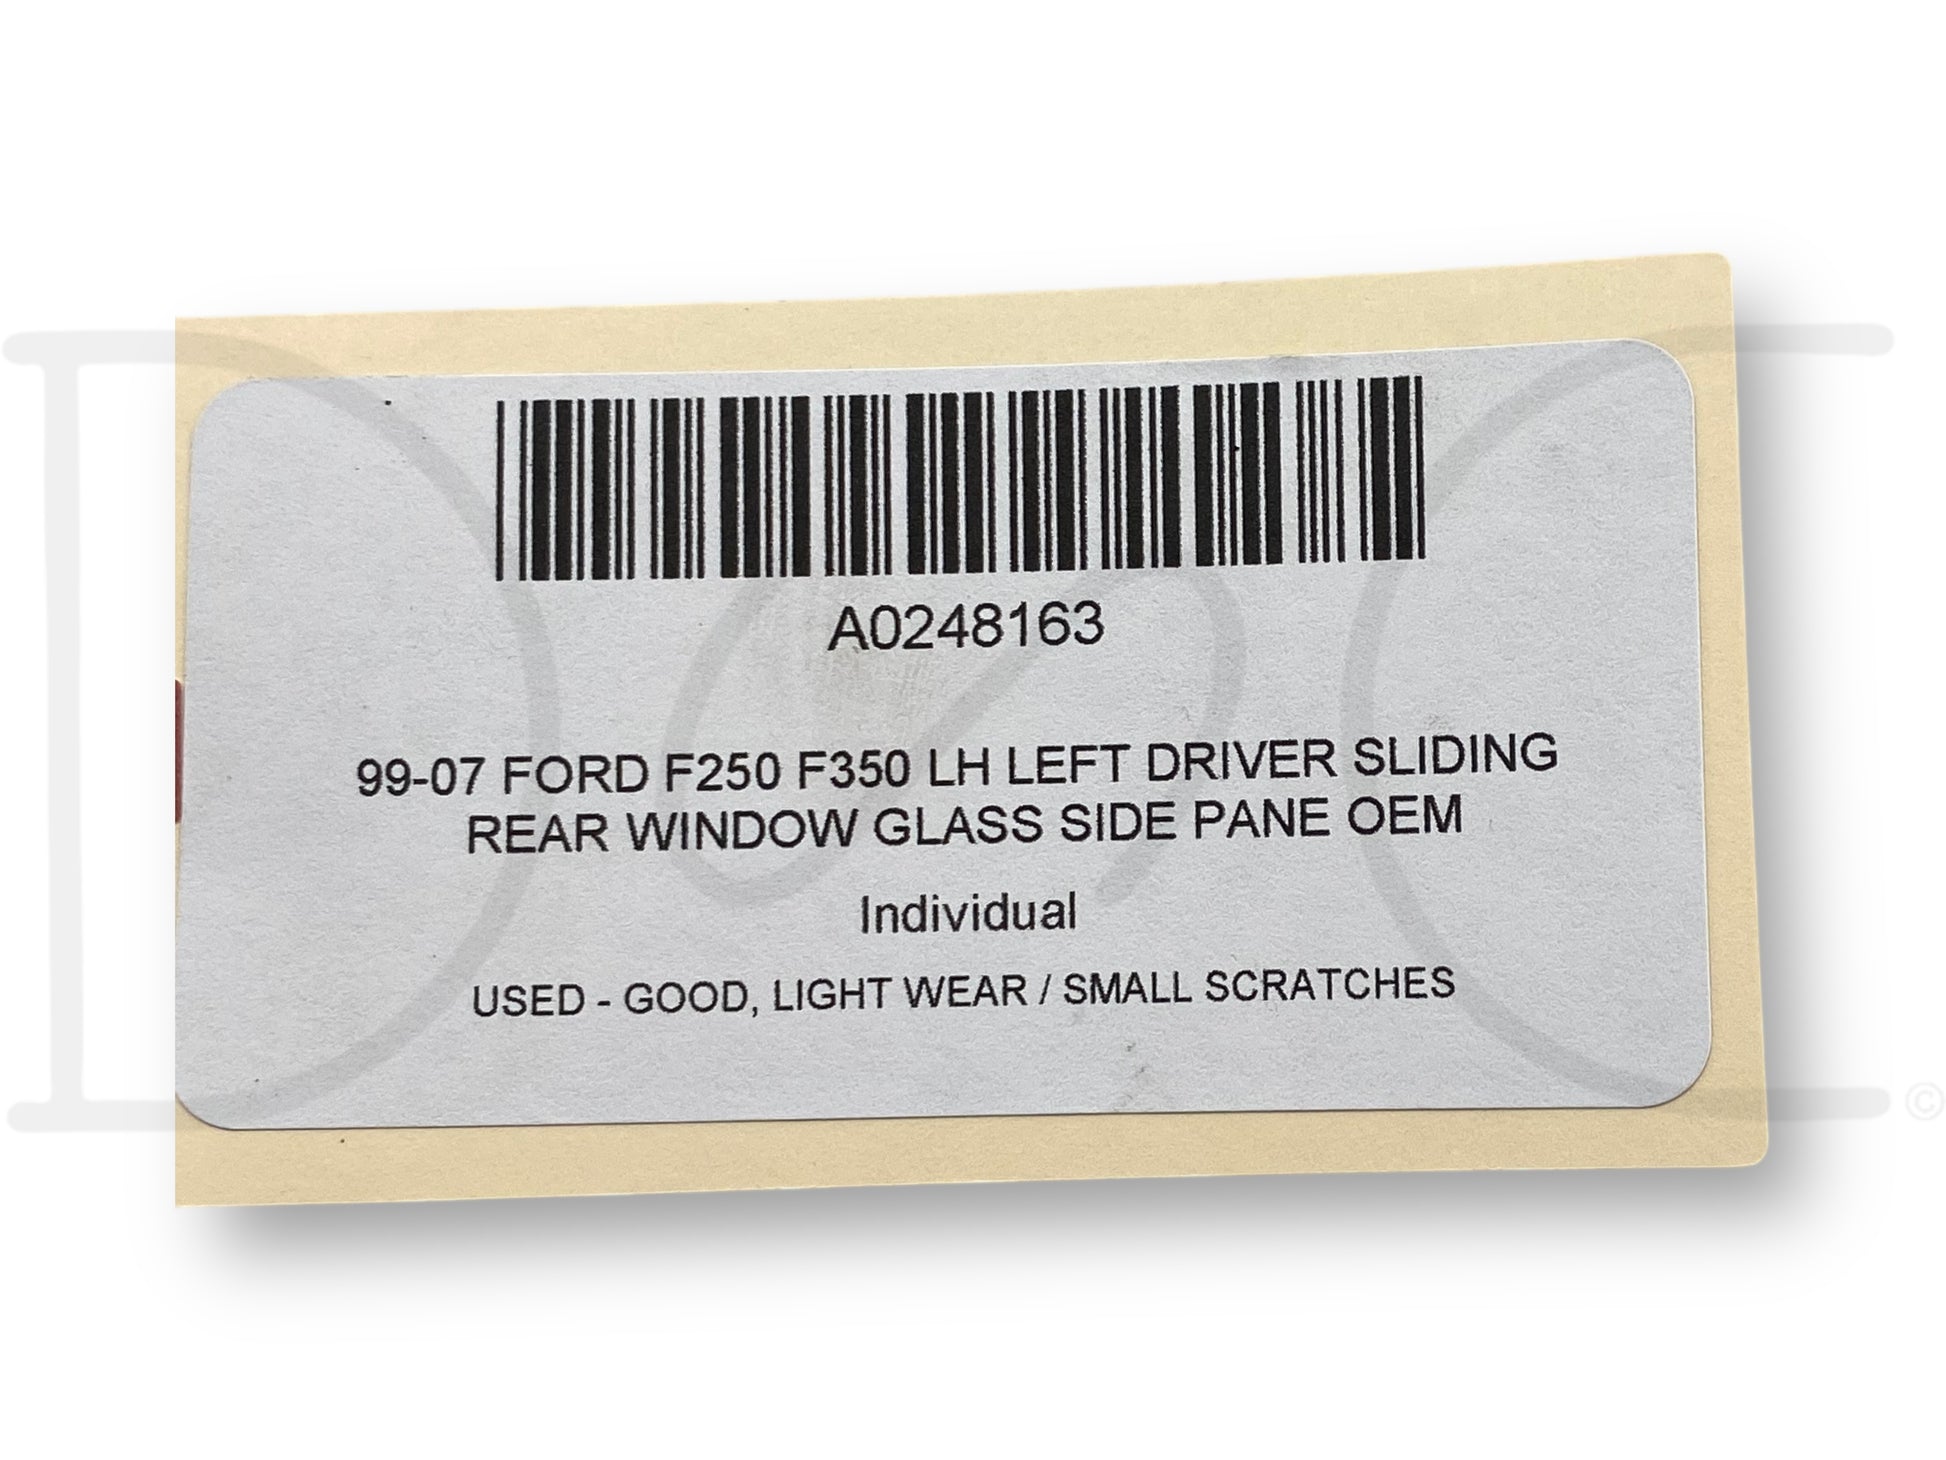 A0248163
99-07 FORD F250 F350 LH LEFT DRIVER SLIDING
REAR WINDOW GLASS SIDE PANE OEM
Individual
USED - GOOD, LIGHT WEAR / SMALL SCRATCHES
©